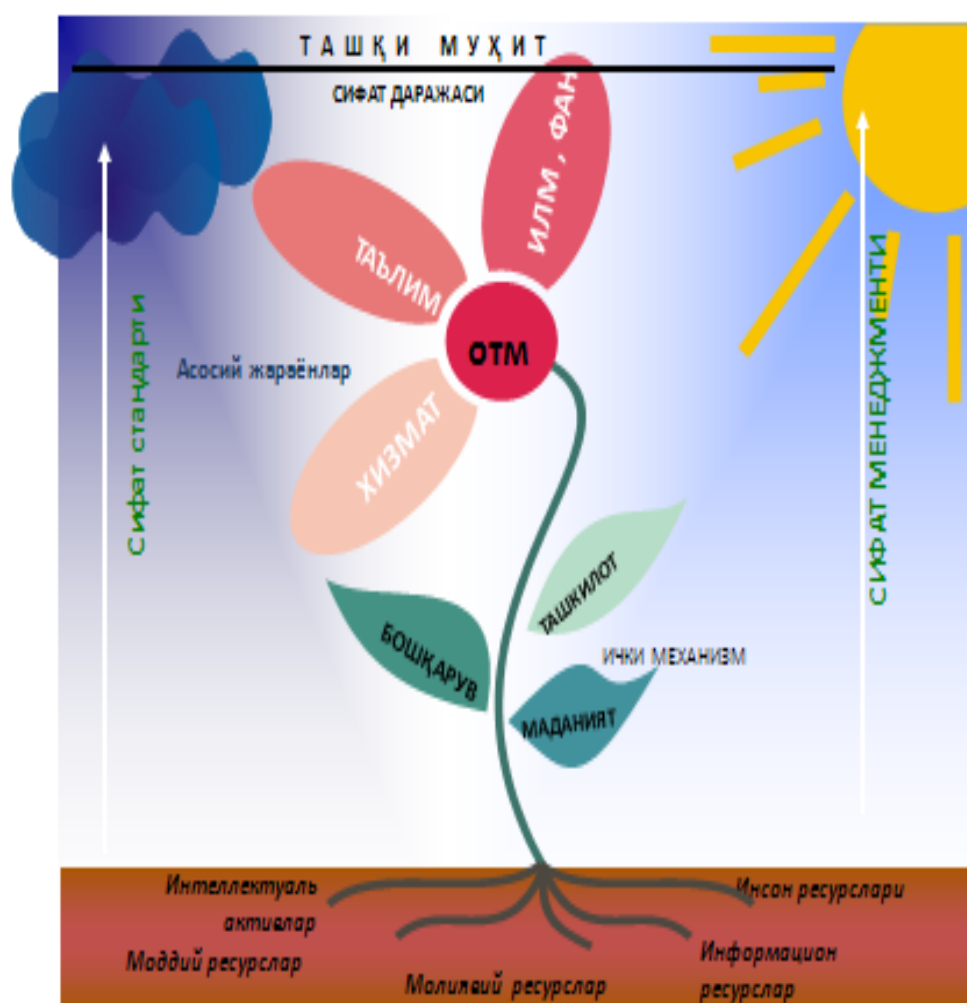 ТАШҚИ МУҲИТ
СИФАТ ДАРАЖАСИ
ИЛМ, ФАН
ТАЪЛИМ
ОТМ
Асосий жараёнлар
ХИЗМАТ
Сифат стандарти
СИФАТ МЕНЕДЖМЕНТИ
ТАШКИЛОТ
БОШҚАРУВ
ИЧКИ МЕХАНИЗМ
МАДАНИЯТ
Интеллектуаль
активлар
Инсон ресурслари
Моддий ресурслар
Молиявий ресурслар
Информацион
ресурслар